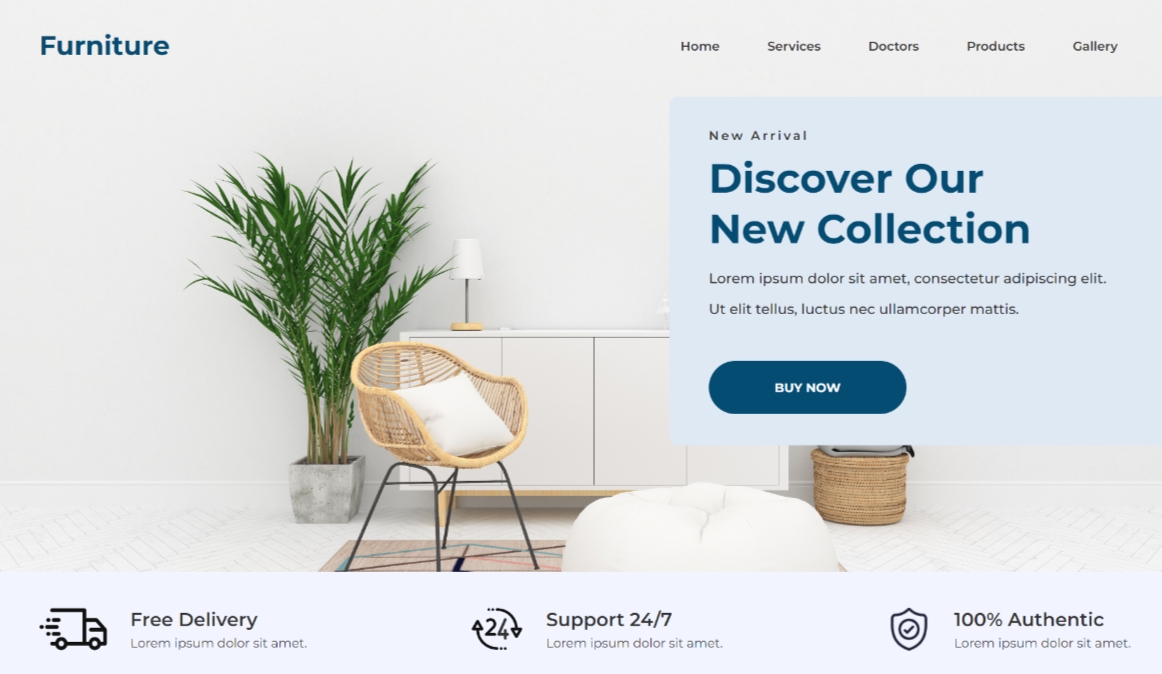 Furniture
Home Services Doctors Products Gallery
New Arrival
Discover Our
New Collection
Lorem ipsum dolor sit amet, consectetur adipiscing elit.
Ut elit tellus, luctus nec ullamcorper mattis.
BUY NOW
24
Free Delivery
Lorem ipsum dolor sit amet.
Support 24/7
Lorem ipsum dolor sit amet.
100% Authentic
Lorem ipsum dolor sit amet.